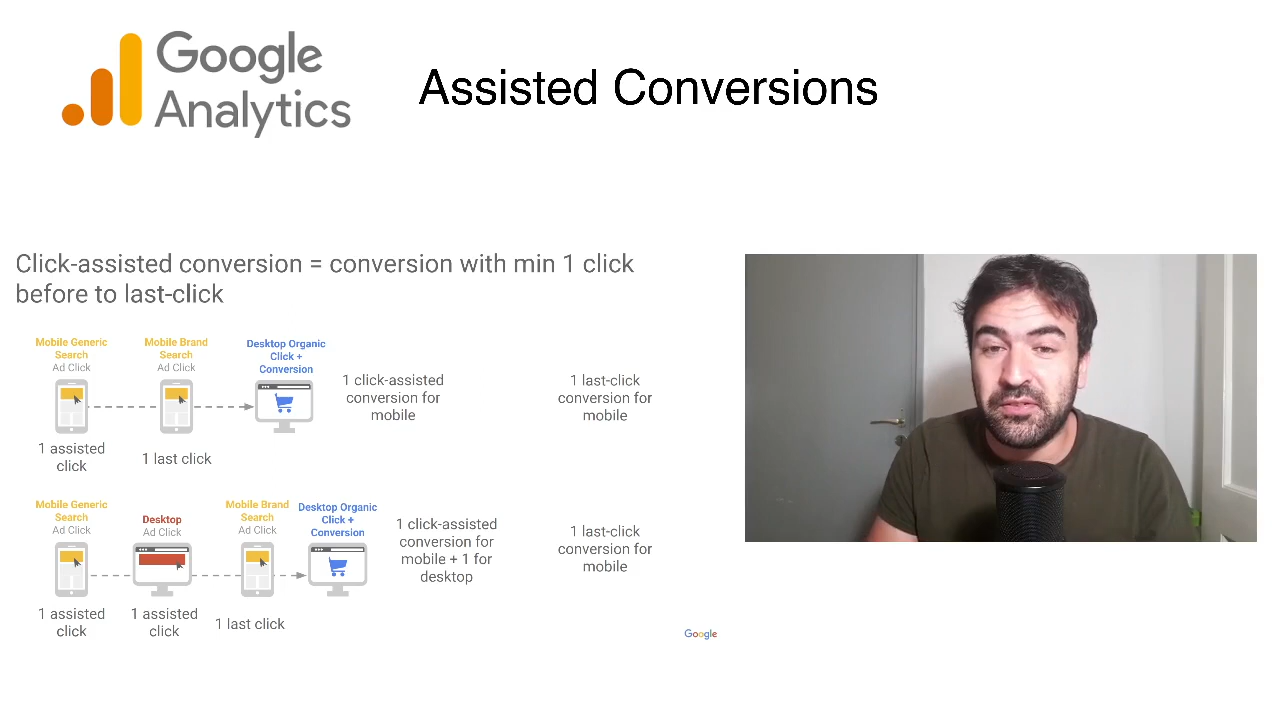 Google
Analytics
Assisted Conversions
Click-assisted conversion = conversion with min 1 click
before to last-click
Mobile Generic
Search
Ad Click
Mobile Brand
Search
Ad Click
Desktop Organic
Click +
Conversion
1 click-assisted
conversion for
mobile
1 last-click
conversion for
mobile
1 assisted
click
1 last click
Mobile Generic
Search
Ad Click
Desktop
Ad Click
Mobile Brand
Search
Ad Click
Desktop Organic
Click +
Conversion
1 click-assisted
conversion for
mobile + 1 for
desktop
1 last-click
conversion for
mobile
1 assisted
click
1 assisted
click
1 last click
Google